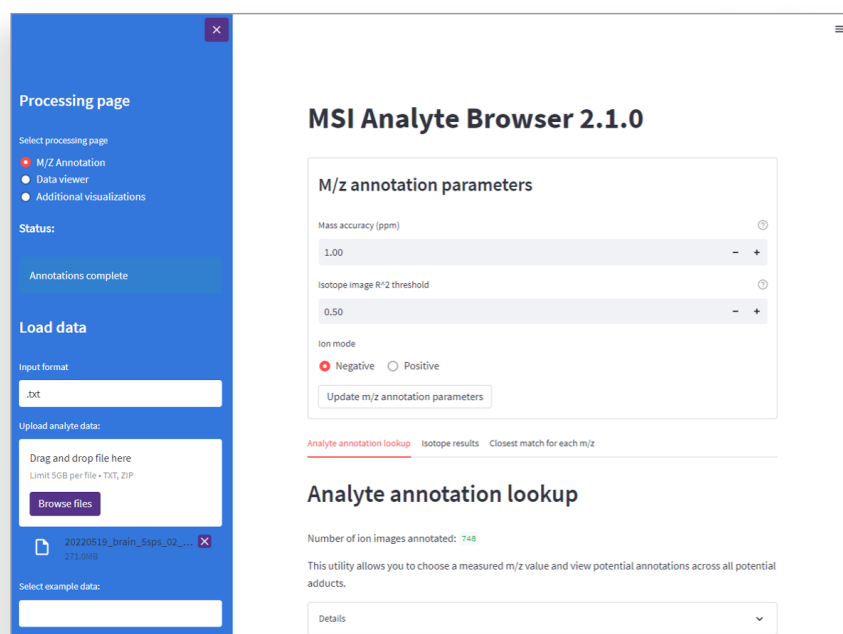 Processing page
Select processing page
M/Z Annotation
Data viewer
Additional visualizations
Status:
Annotations complete
Load data
Input format
.txt
Upload analyte data:
Drag and drop file here
Limit 5GB per file • TXT, ZIP
Browse files
20220519_brain_5sps_02_...
271.0MB
Select example data:
MSI Analyte Browser 2.1.0
M/z annotation parameters
Mass accuracy (ppm)
1.00
Isotope image R^2 threshold
0.50
Ion mode
Negative Positive
Update m/z annotation parameters
Analyte annotation lookup Isotope results Closest match for each m/z
Analyte annotation lookup
Number of ion images annotated: 748
This utility allows you to choose a measured m/z value and view potential annotations across all potential
adducts.
Details